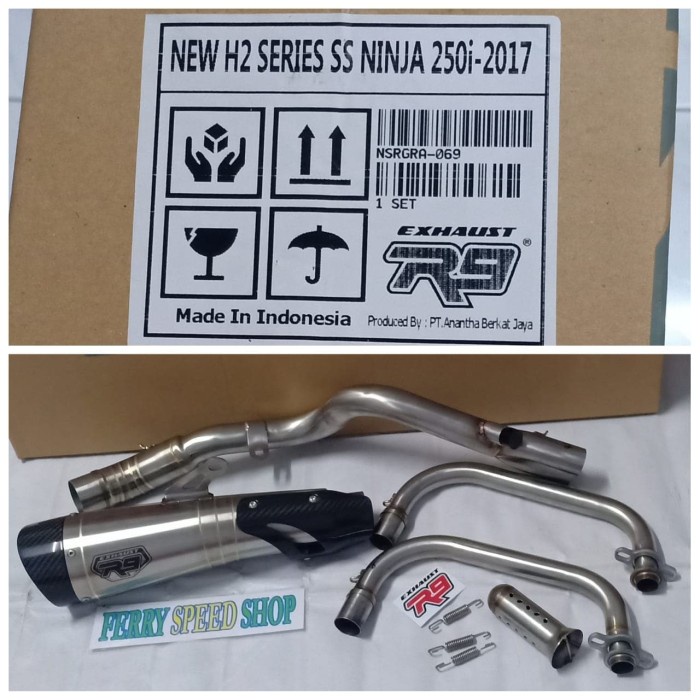 NEW H2 SERIES SS NINJA 250i-2017
NSRGRA-069
1 SET
EXHAUST
R9®
Made In Indonesia
Produced By : PT.Anantha Berkat Jaya
EXHAUST
R9
FERRY SPEED SHOP
EXHAUST
R9